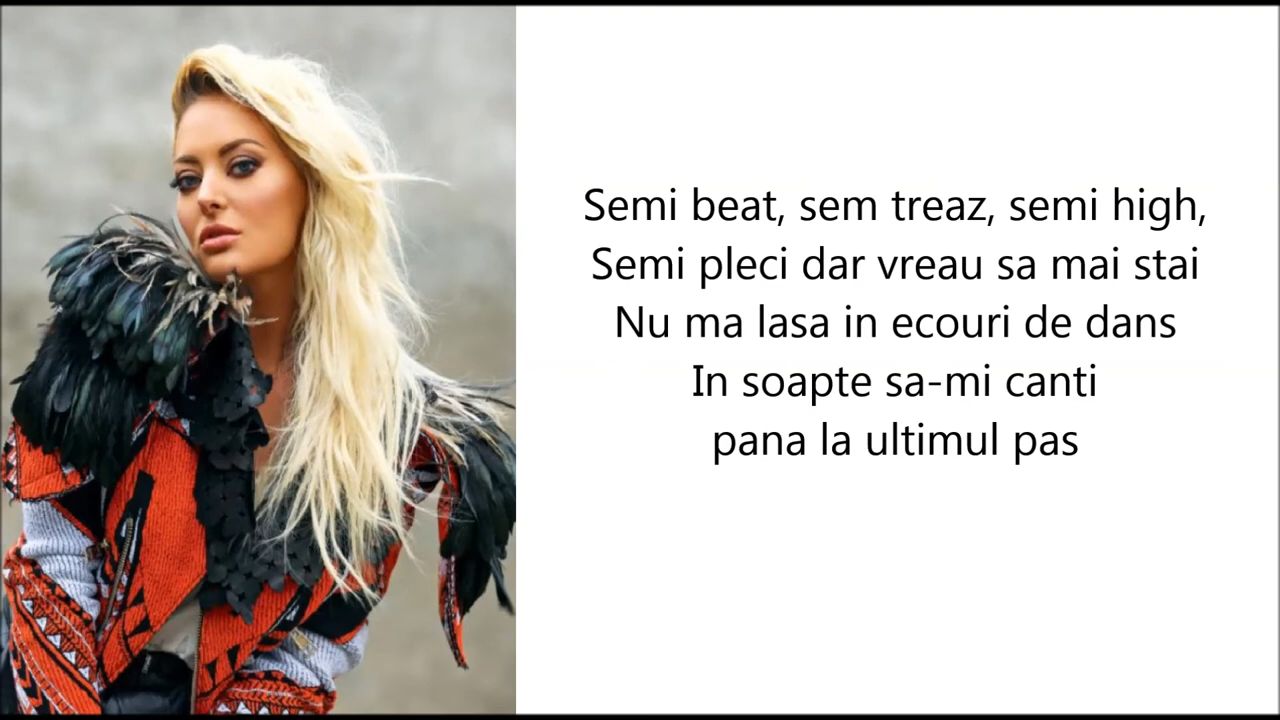 Semi beat, sem treaz, semi high,
Semi pleci dar vreau sa mai stai
Nu ma lasa in ecouri de dans
In soapte sa-mi canti
pana la ultimul pas